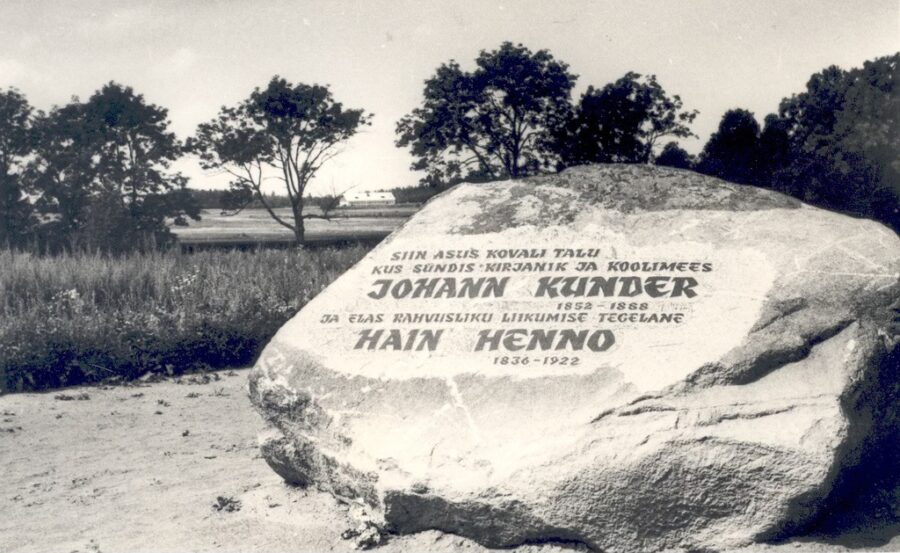 SIIN ASUS KOVALI TALU
KUS SÜNDIS KIRJANIK JA KOOLIMEES
JOHANN KUNDER
1852-1888
JA ELAS RAHVUSLIKU LIIKUMISE TEGELANE
HAIN HENNO
1836-1922